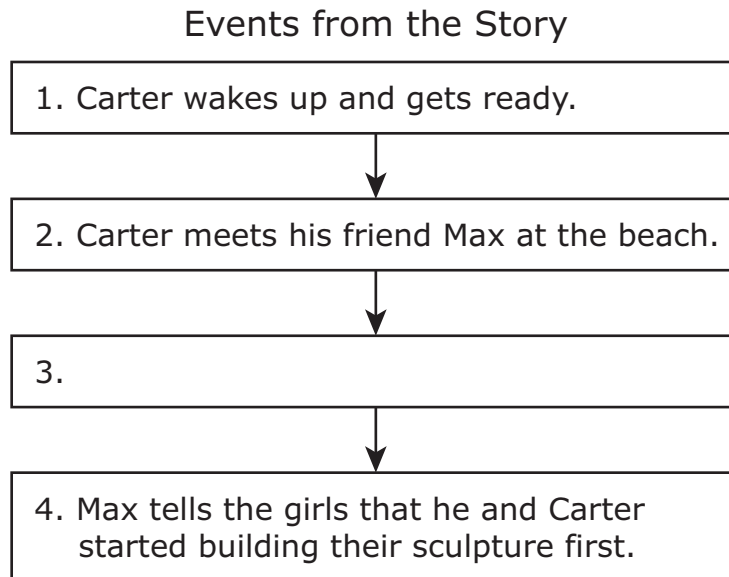 Events from the Story
1. Carter wakes up and gets ready.
2. Carter meets his friend Max at the beach.
3.
4. Max tells the girls that he and Carter
started building their sculpture first.